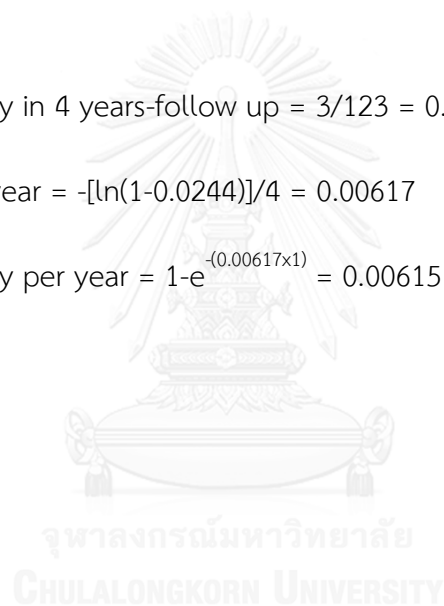 y in 4 years-follow up = 3/123 = 0.
ear = -[ln(1-0.0244)]/4 = 0.00617
y per year = 1-e^-(0.00617x1) = 0.00615
จุฬาลงกรณ์มหาวิทยาลัย
CHULALONGKORN UNIVERSITY